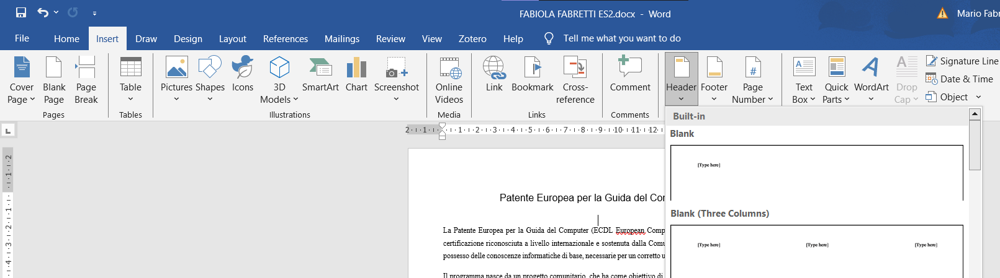 FABIOLA FABRETTI ES2.docx - Word
Mario Fabr
File Home Insert Draw Design Layout References Mailings Review View Zotero Help Tell me what you want to do
Cover Page
Blank Page
Page Break
Pages
Table
Tables
Pictures
Shapes
Icons
3D Models
SmartArt
Chart
Screenshot
Illustrations
Online Videos
Media
Link
Bookmark
Cross-reference
Links
Comment
Comments
Header
Footer
Page Number
Text Box
Quick Parts
WordArt
Drop Cap
Signature Line
Date & Time
Object
Built-in
Blank
[Type here]
Blank (Three Columns)
[Type here] [Type here] [Type here]
2 1 1 2 3 4 5 6 7 8 9 10 11 12
2 1 1 2 3 4
Patente Europea per la Guida del Cor
La Patente Europea per la Guida del Computer (ECDL European Comp
certificazione riconosciuta a livello internazionale e sostenuta dalla Comu
possesso delle conoscenze informatiche di base, necessarie per un corretto u
Il programma nasce da un progetto comunitario, che ha come obiettivo di